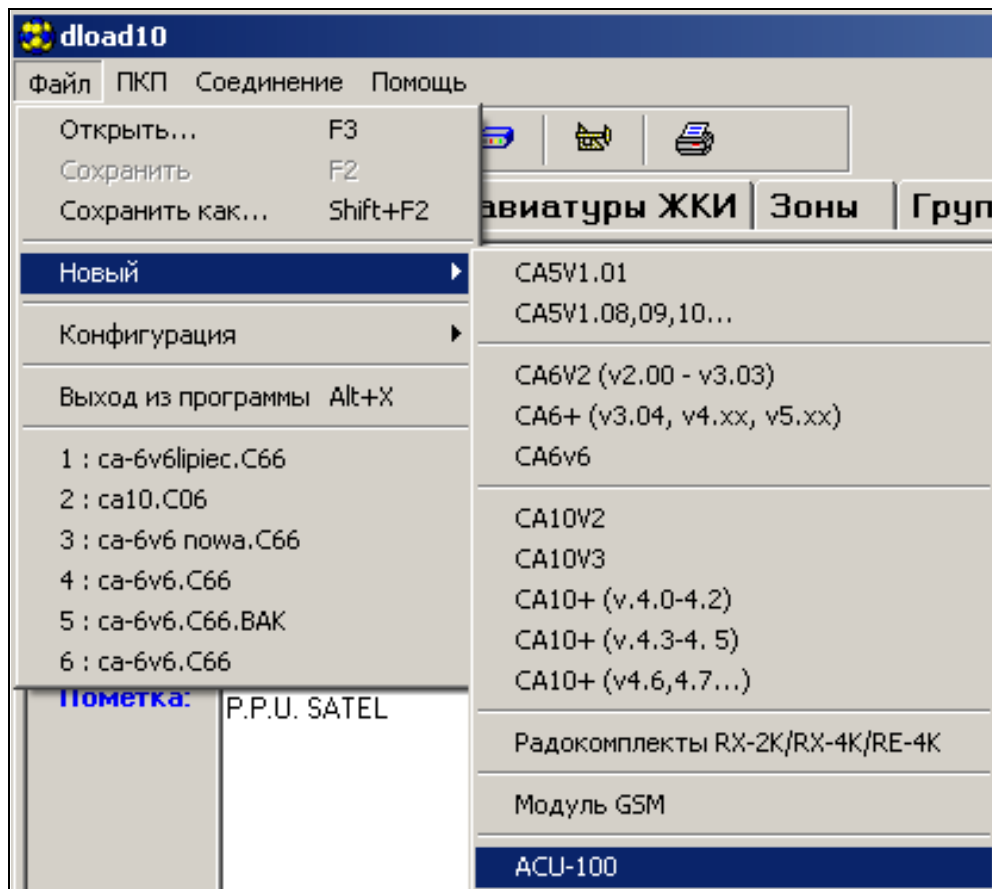 dload10
Файл ПКП Соединение Помощь
Открыть... F3
Сохранить F2
Сохранить как... Shift+F2
авиатуры ЖКИ Зоны Груп
Новый
Конфигурация
Выход из программы Alt+X
1 : ca-6v6lipiec.C66
2 : ca10.C06
3 : ca-6v6 nowa.C66
4 : ca-6v6.C66
5 : ca-6v6.C66.BAK
6 : ca-6v6.C66
CA5V1.01
CA5V1.08,09,10...
CA6V2 (v2.00 - v3.03)
CA6+ (v3.04, v4.xx, v5.xx)
CA6v6
CA10V2
CA10V3
CA10+ (v.4.0-4.2)
CA10+ (v.4.3-4. 5)
CA10+ (v4.6,4.7...)
Радокомплекты RX-2K/RX-4K/RE-4K
Модуль GSM
ACU-100
Пометка:
P.P.U. SATEL